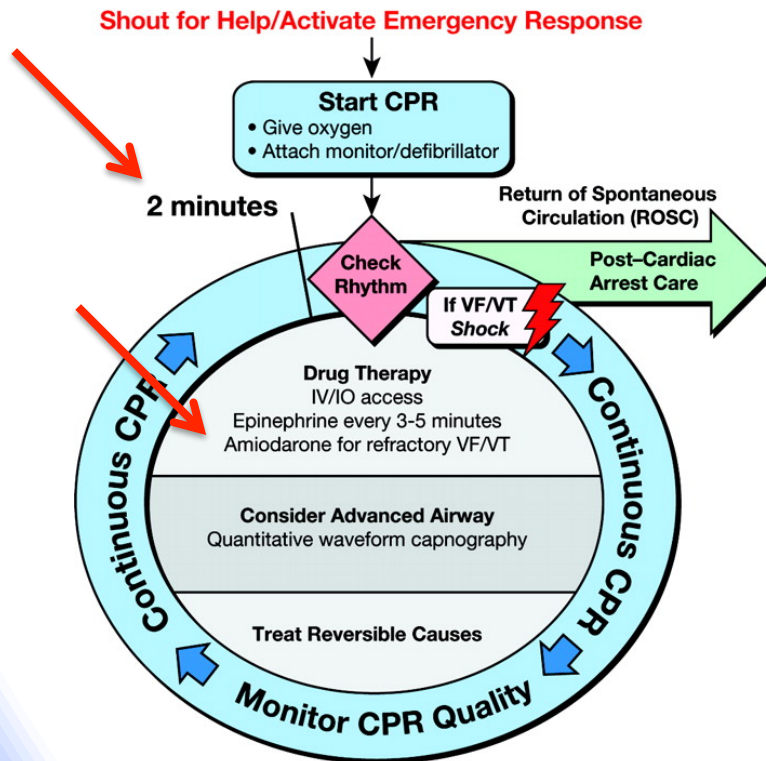 Shout for Help/Activate Emergency Response
Start CPR
• Give oxygen
• Attach monitor/defibrillator
2 minutes
Return of Spontaneous
Circulation (ROSC)
Check
Rhythm
Post–Cardiac
Arrest Care
If VF/VT
Shock
Drug Therapy
IV/IO access
Epinephrine every 3-5 minutes
Amiodarone for refractory VF/VT
Consider Advanced Airway
Quantitative waveform capnography
Treat Reversible Causes
Continuous CPR
Continuous CPR
Monitor CPR Quality